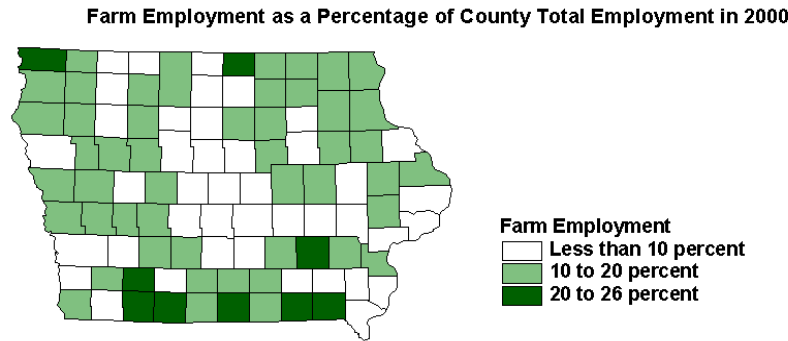 Farm Employment as a Percentage of County Total Employment in 2000
Farm Employment
Less than 10 percent
10 to 20 percent
20 to 26 percent